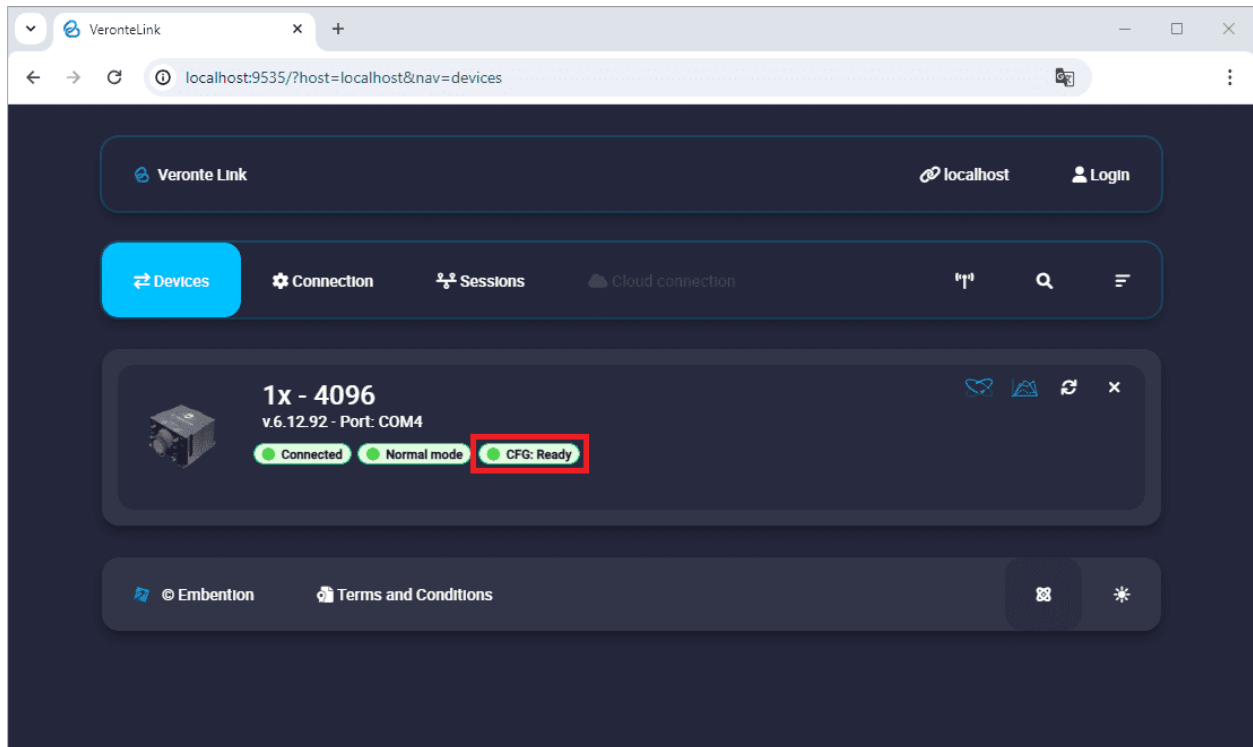 VeronteLink
localhost:9535/?host=localhost&nav=devices
Veronte Link
localhost
Login
Devices
Connection
Sessions
Cloud connection
1x - 4096
v.6.12.92 - Port: COM4
Connected
Normal mode
CFG: Ready
© Embention
Terms and Conditions